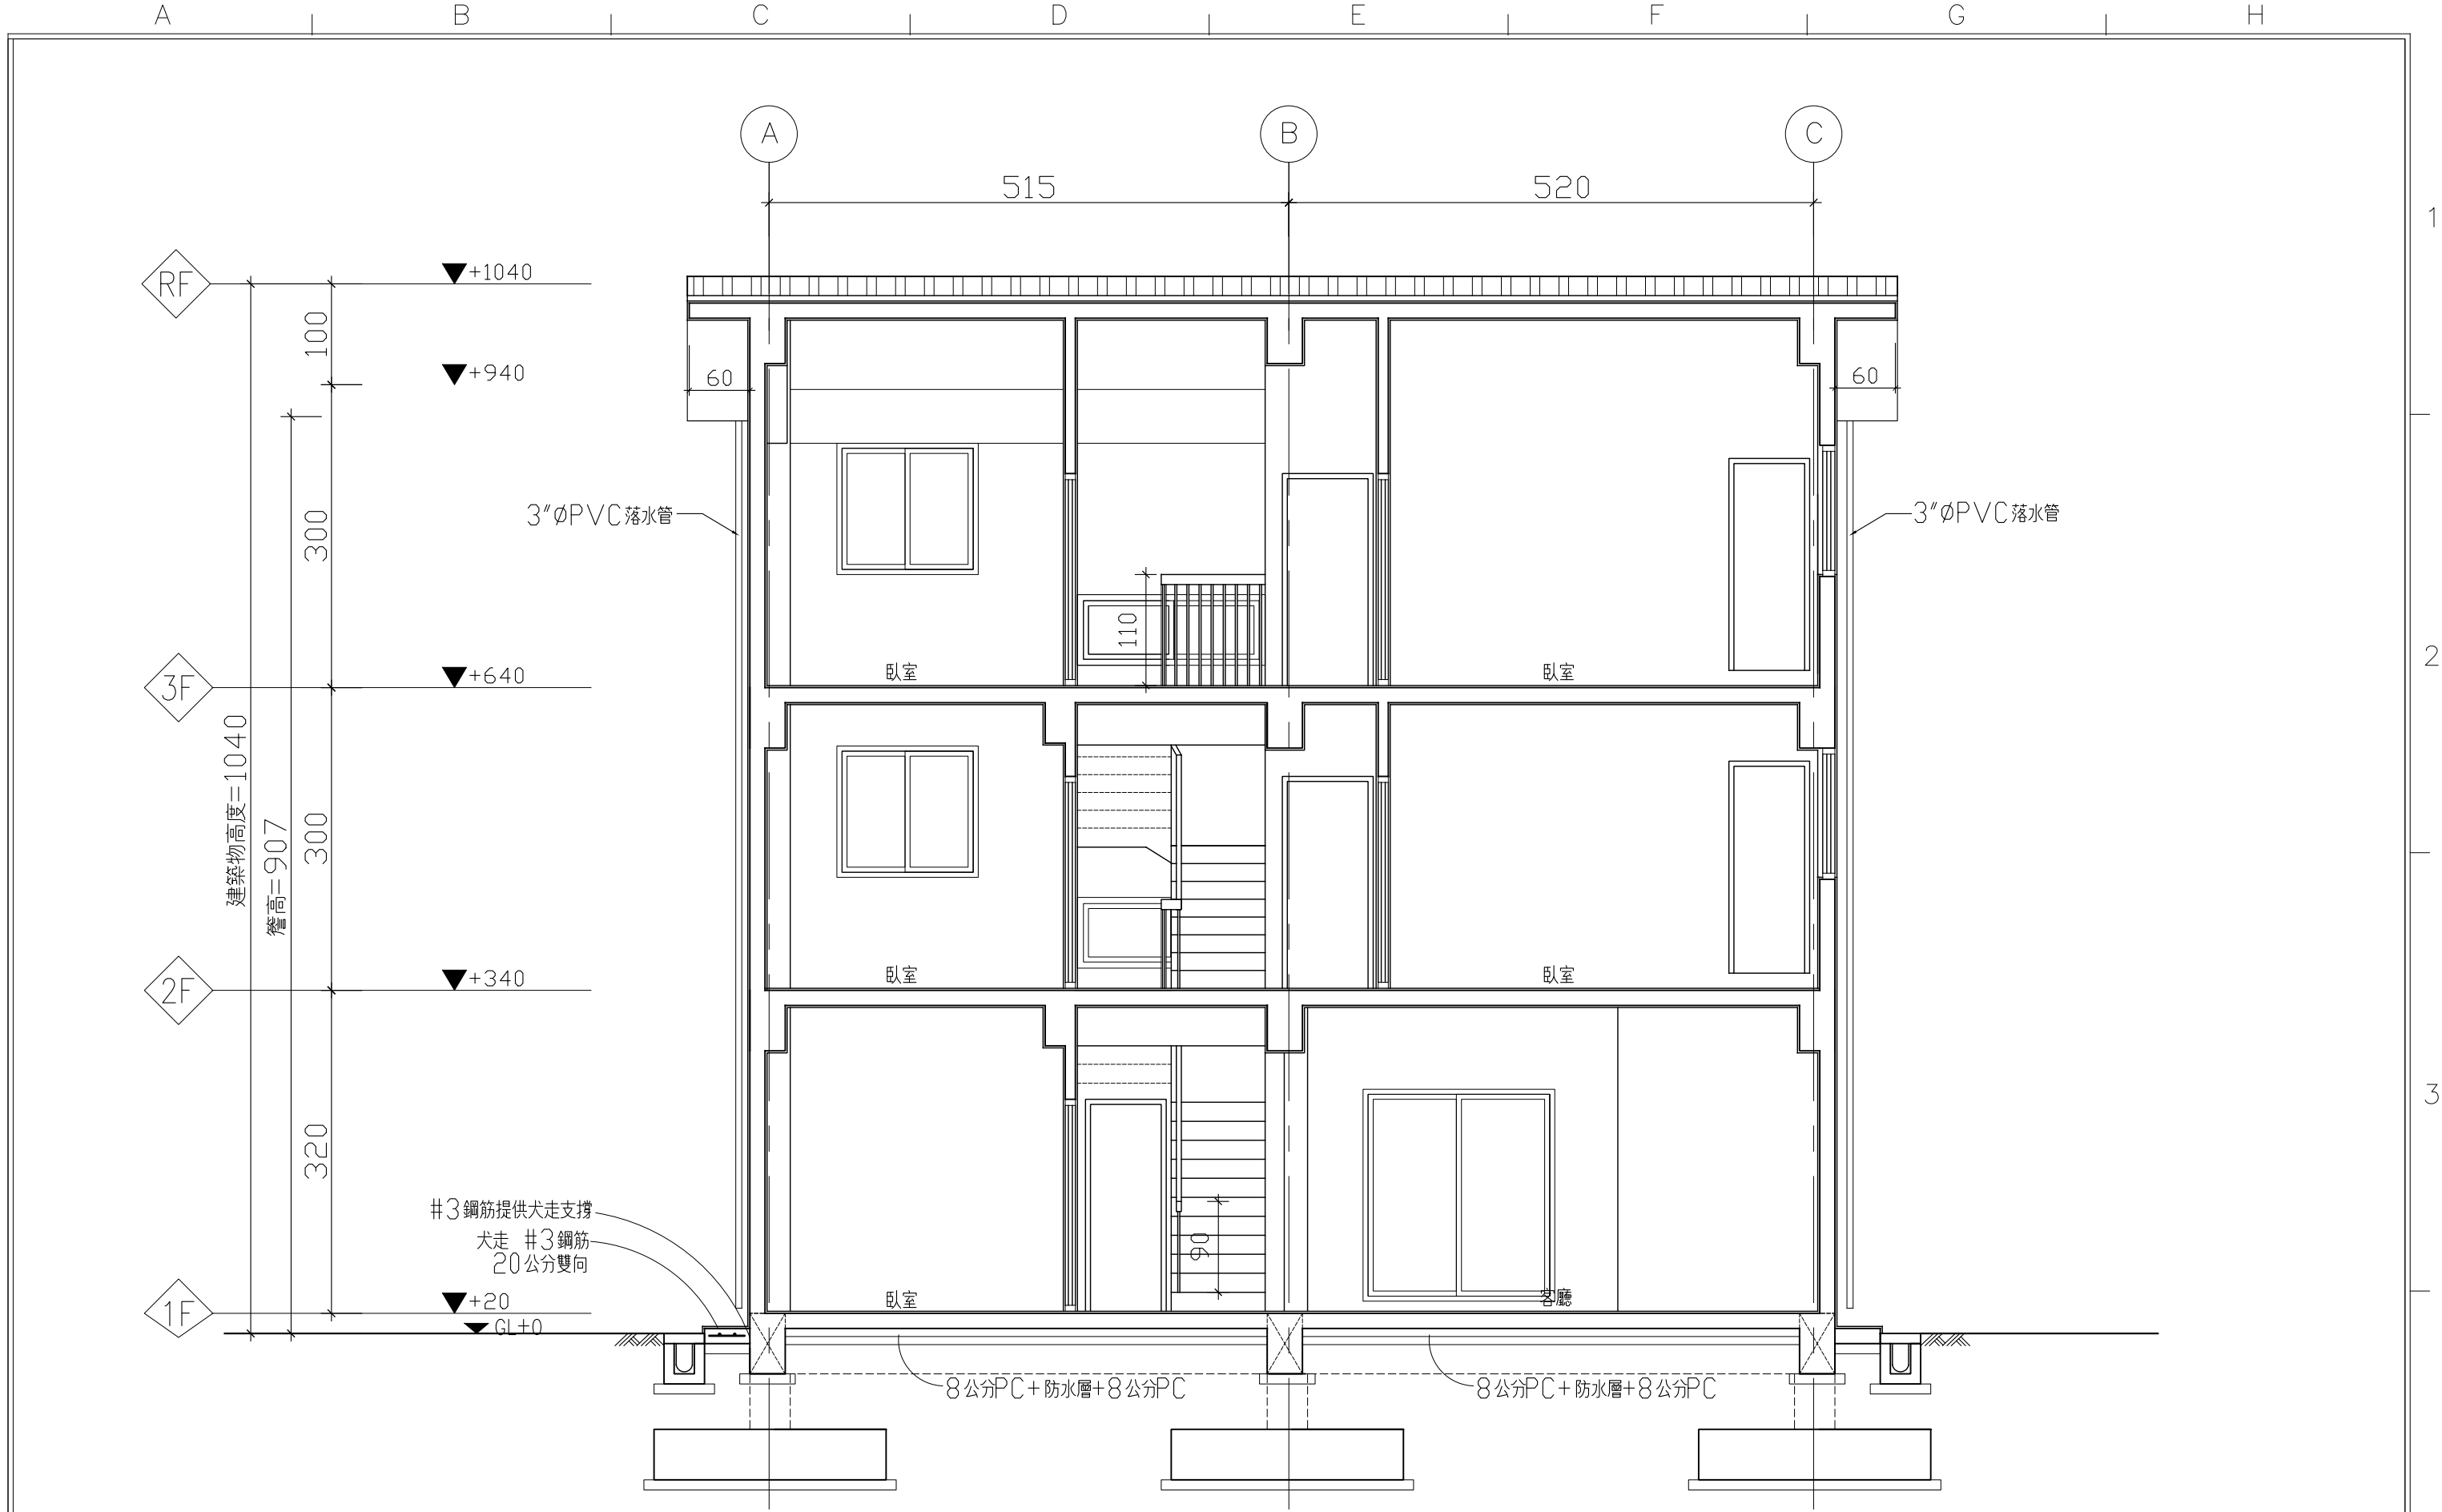 A B C D E F G H
A B C
515 520
1
RF +1040
100
+940
60 60
3"ØPVC落水管 3"ØPVC落水管
300
110
臥室 臥室
3F +640
2
建築物高度=1040
簷高=907
300
臥室 臥室
2F +340
3
320
#3鋼筋提供犬走支撐
犬走 #3鋼筋
20公分雙向
90
臥室 客廳
1F +20
GL±0
8公分PC+防水層+8公分PC 8公分PC+防水層+8公分PC